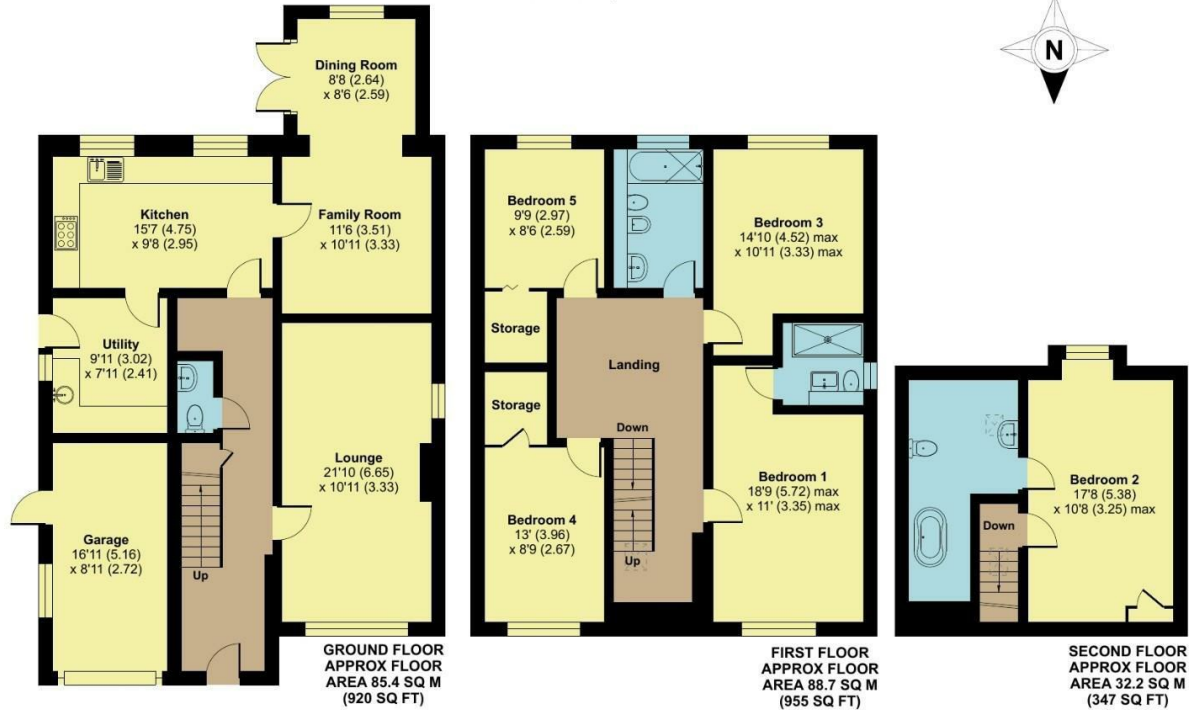 N
Dining Room
8'8 (2.64)
x 8'6 (2.59)
Kitchen
15'7 (4.75)
x 9'8 (2.95)
Family Room
11'6 (3.51)
x 10'11 (3.33)
Utility
9'11 (3.02)
x 7'11 (2.41)
Lounge
21'10 (6.65)
x 10'11 (3.33)
Garage
16'11 (5.16)
x 8'11 (2.72)
Up
GROUND FLOOR
APPROX FLOOR
AREA 85.4 SQ M
(920 SQ FT)
Bedroom 5
9'9 (2.97)
x 8'6 (2.59)
Bedroom 3
14'10 (4.52) max
x 10'11 (3.33) max
Storage
Landing
Storage
Down
Bedroom 1
18'9 (5.72) max
x 11' (3.35) max
Bedroom 4
13' (3.96)
x 8'9 (2.67)
Up
FIRST FLOOR
APPROX FLOOR
AREA 88.7 SQ M
(955 SQ FT)
Bedroom 2
17'8 (5.38)
x 10'8 (3.25) max
Down
SECOND FLOOR
APPROX FLOOR
AREA 32.2 SQ M
(347 SQ FT)